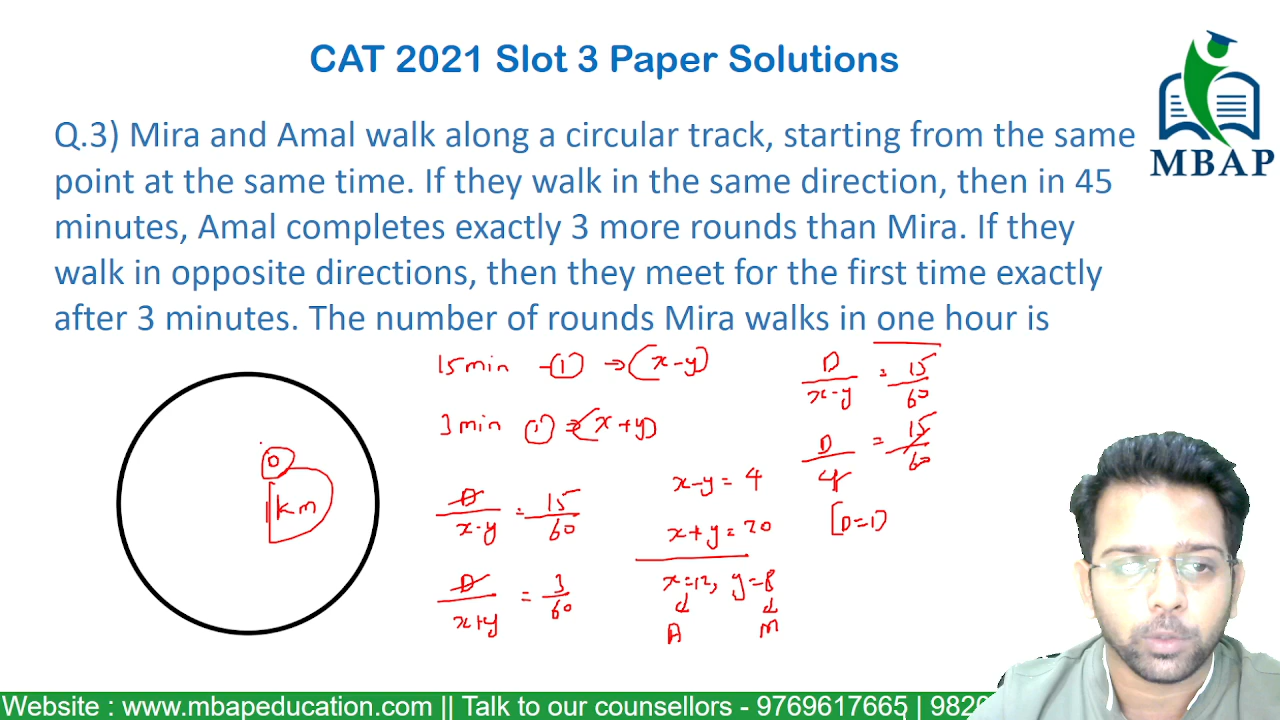 CAT 2021 Slot 3 Paper Solutions
MBAP
Q.3) Mira and Amal walk along a circular track, starting from the same
point at the same time. If they walk in the same direction, then in 45
minutes, Amal completes exactly 3 more rounds than Mira. If they
walk in opposite directions, then they meet for the first time exactly
after 3 minutes. The number of rounds Mira walks in one hour is
15 min - 1 → (x-y)
3 min 1 ⇒ (x+y)
D/x-y = 15/60
D/x+y = 3/60
x-y = 4
x+y = 20
x=12, y=8
A M
D/x-y = 15/60
D/4 = 15/60
[D=1]
D
1 km
Website : www.mbapeducation.com || Talk to our counsellors - 9769617665 | 982